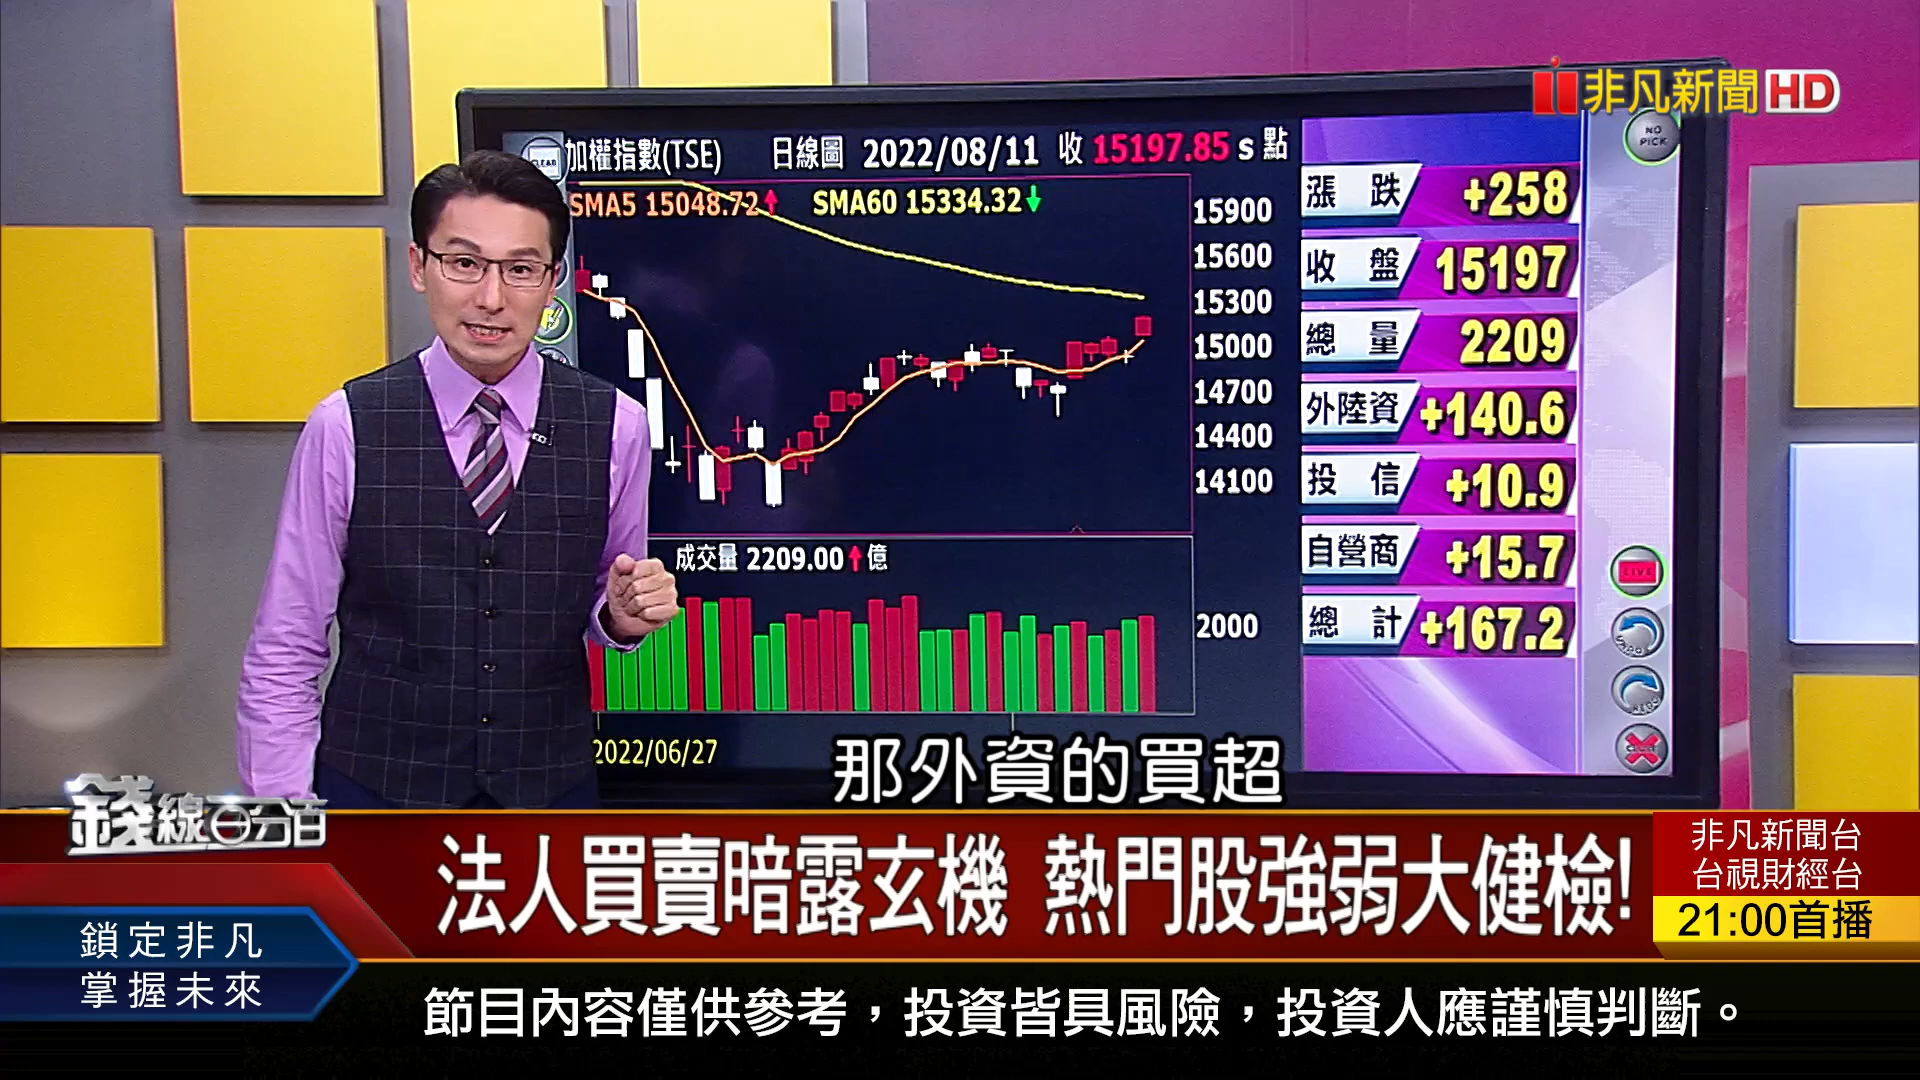 非凡新聞HD
加權指數(TSE) 日線圖 2022/08/11 收 15197.85 s 點
SMA5 15048.72↑ SMA60 15334.32↓
15900
15600
15300
15000
14700
14400
14100
成交量 2209.00↑億
2000
2022/06/27
漲跌 +258
收盤 15197
總量 2209
外陸資 +140.6
投信 +10.9
自營商 +15.7
總計 +167.2
NO PICK
CLEAR
LIVE
那外資的買超
錢線百分百
法人買賣暗露玄機 熱門股強弱大健檢!
非凡新聞台
台視財經台
21:00首播
鎖定非凡
掌握未來
節目內容僅供參考，投資皆具風險，投資人應謹慎判斷。